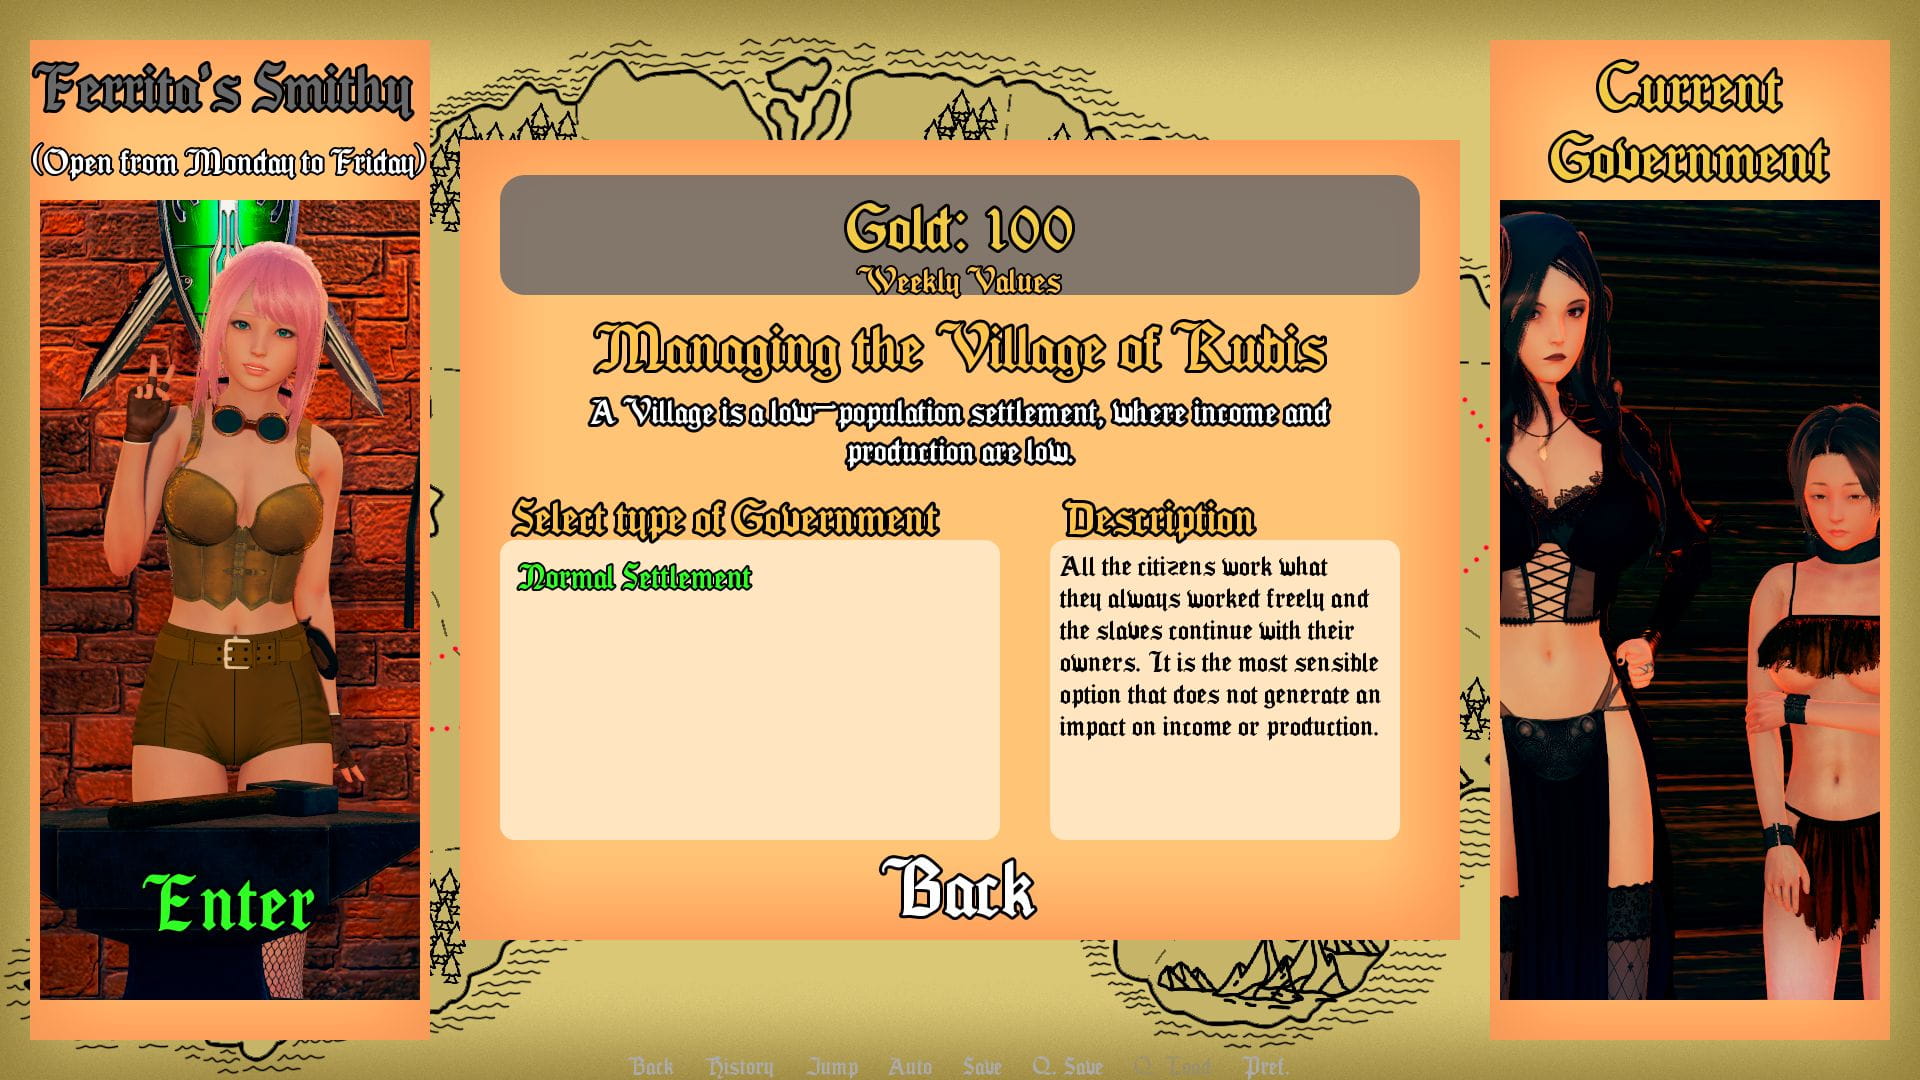 Ferrita's Smithy
(Open from Monday to Friday)
Enter
Gold: 100
Weekly Values
Managing the Village of Rubis
A Village is a low-population settlement, where income and
production are low.
Select type of Government
Normal Settlement
Description
All the citizens work what
they always worked freely and
the slaves continue with their
owners. It is the most sensible
option that does not generate an
impact on income or production.
Back
Current
Government
Back History Jump Auto Save Q. Save Q. Load Pref.